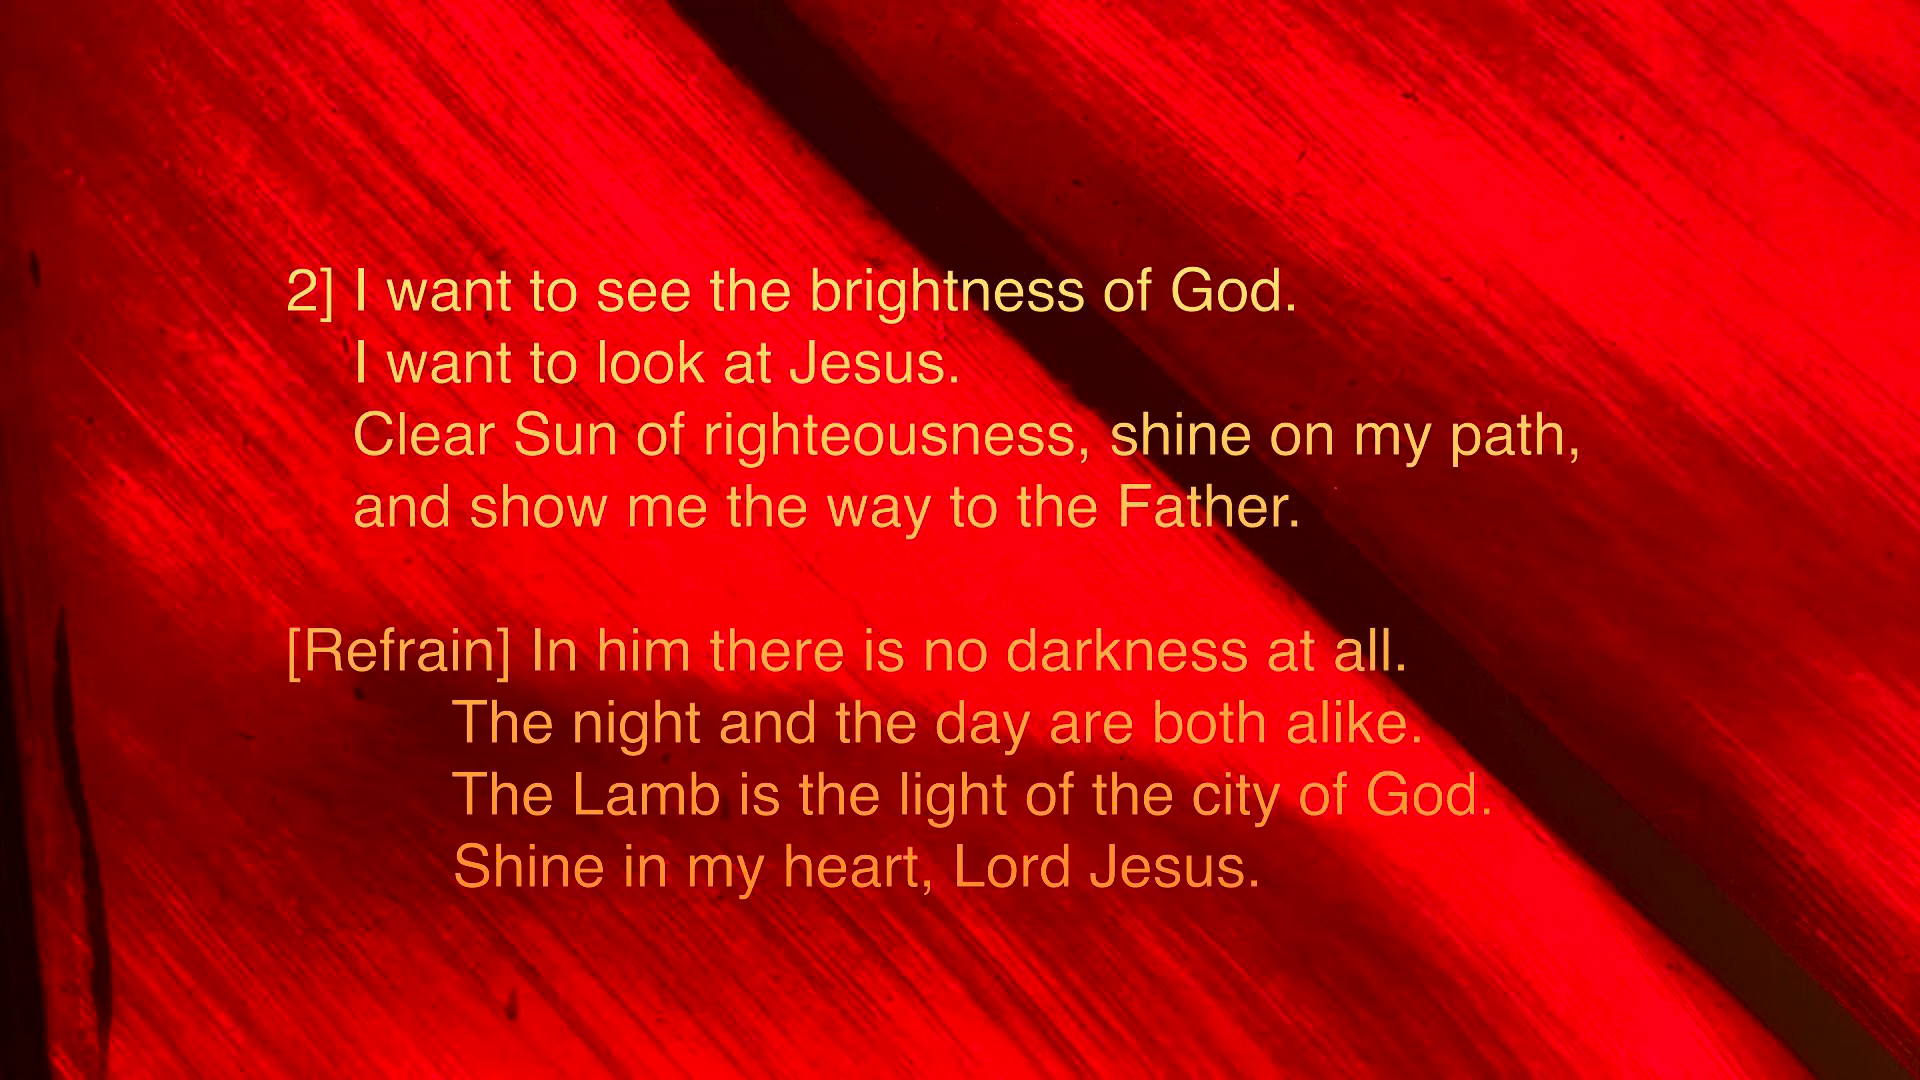 2] I want to see the brightness of God.
I want to look at Jesus.
Clear Sun of righteousness, shine on my path,
and show me the way to the Father.
[Refrain] In him there is no darkness at all.
The night and the day are both alike.
The Lamb is the light of the city of God.
Shine in my heart, Lord Jesus.